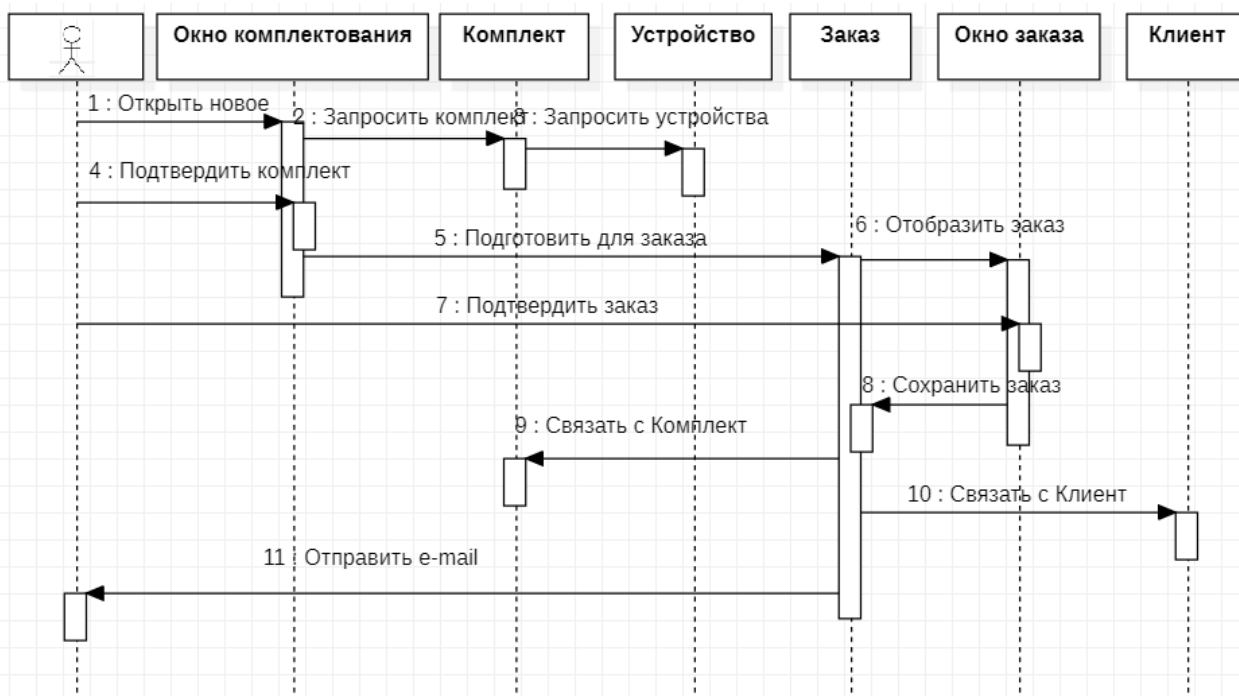 Окно комплектования
Комплект
Устройство
Заказ
Окно заказа
Клиент
1 : Открыть новое
2 : Запросить комплект
3 : Запросить устройства
4 : Подтвердить комплект
6 : Отобразить заказ
5 : Подготовить для заказа
7 : Подтвердить заказ
8 : Сохранить заказ
9 : Связать с Комплект
10 : Связать с Клиент
11 : Отправить e-mail